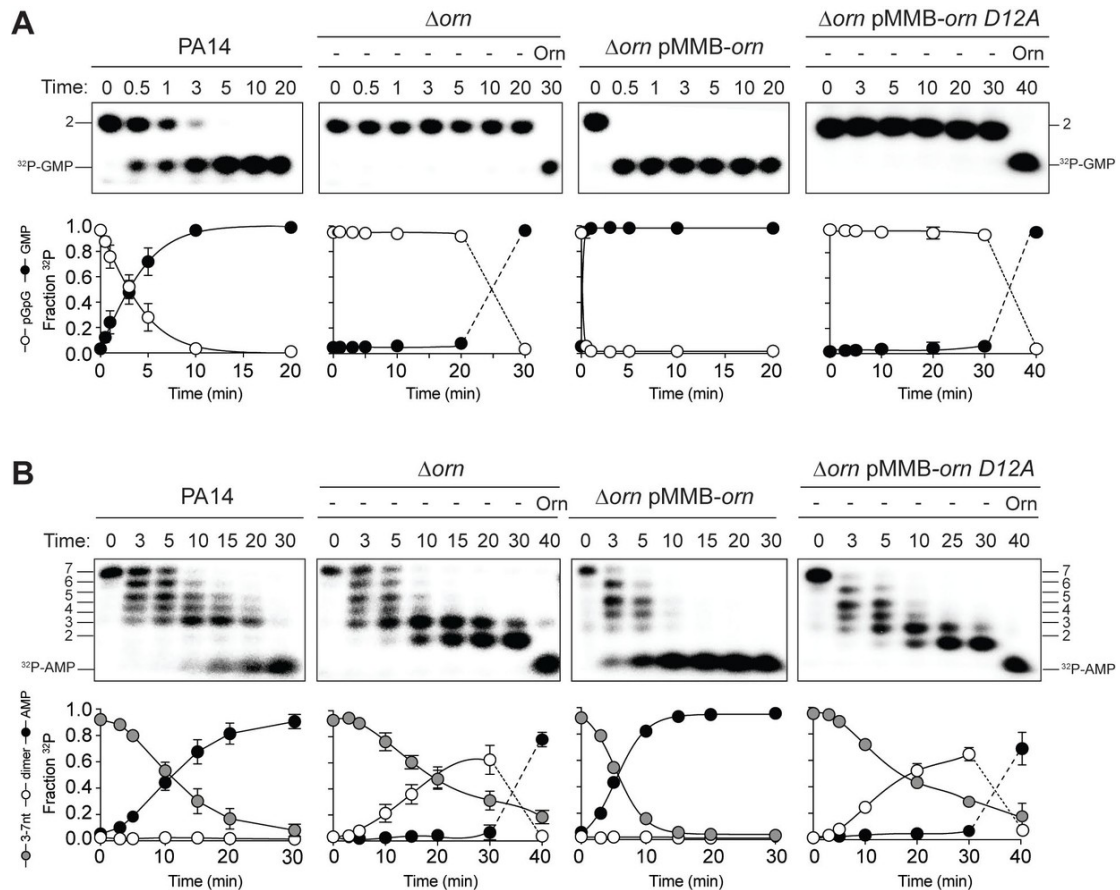 A
PA14
Δorn
Δorn pMMB-orn
Δorn pMMB-orn D12A
- - - - - - - Orn
- - - - - - -
- - - - - - Orn
Time: 0 0.5 1 3 5 10 20
0 0.5 1 3 5 10 20 30
0 0.5 1 3 5 10 20
0 3 5 10 20 30 40
2
³²P-GMP
2
³²P-GMP
pGpG GMP
Fraction ³²P
1.0
0.8
0.6
0.4
0.2
0.0
0 5 10 15 20
Time (min)
0 5 10 15 20 25 30
Time (min)
0 5 10 15 20
Time (min)
0 10 20 30 40
Time (min)
B
PA14
Δorn
Δorn pMMB-orn
Δorn pMMB-orn D12A
- - - - - - - Orn
- - - - - - -
- - - - - - Orn
Time: 0 3 5 10 15 20 30
0 3 5 10 15 20 30 40
0 3 5 10 15 20 30
0 3 5 10 25 30 40
7
6
5
4
3
2
³²P-AMP
7
6
5
4
3
2
³²P-AMP
3-7nt dimer AMP
Fraction ³²P
1.0
0.8
0.6
0.4
0.2
0.0
0 10 20 30
Time (min)
0 10 20 30 40
Time (min)
0 10 20 30
Time (min)
0 10 20 30 40
Time (min)